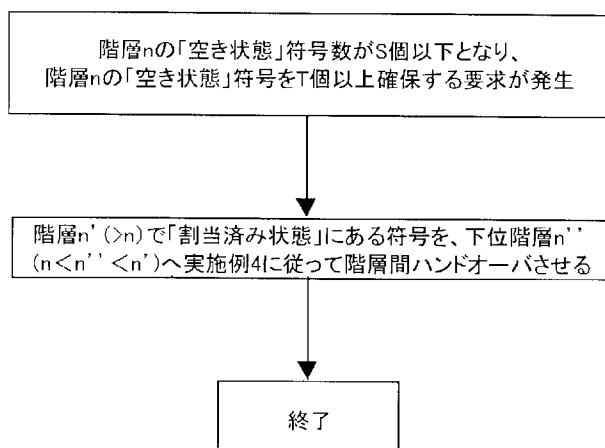 階層nの「空き状態」符号数がS個以下となり、
階層nの「空き状態」符号をT個以上確保する要求が発生
階層n'(>n)で「割当済み状態」にある符号を、下位階層n''
(n<n''<n')へ実施例4に従って階層間ハンドオーバさせる
終了